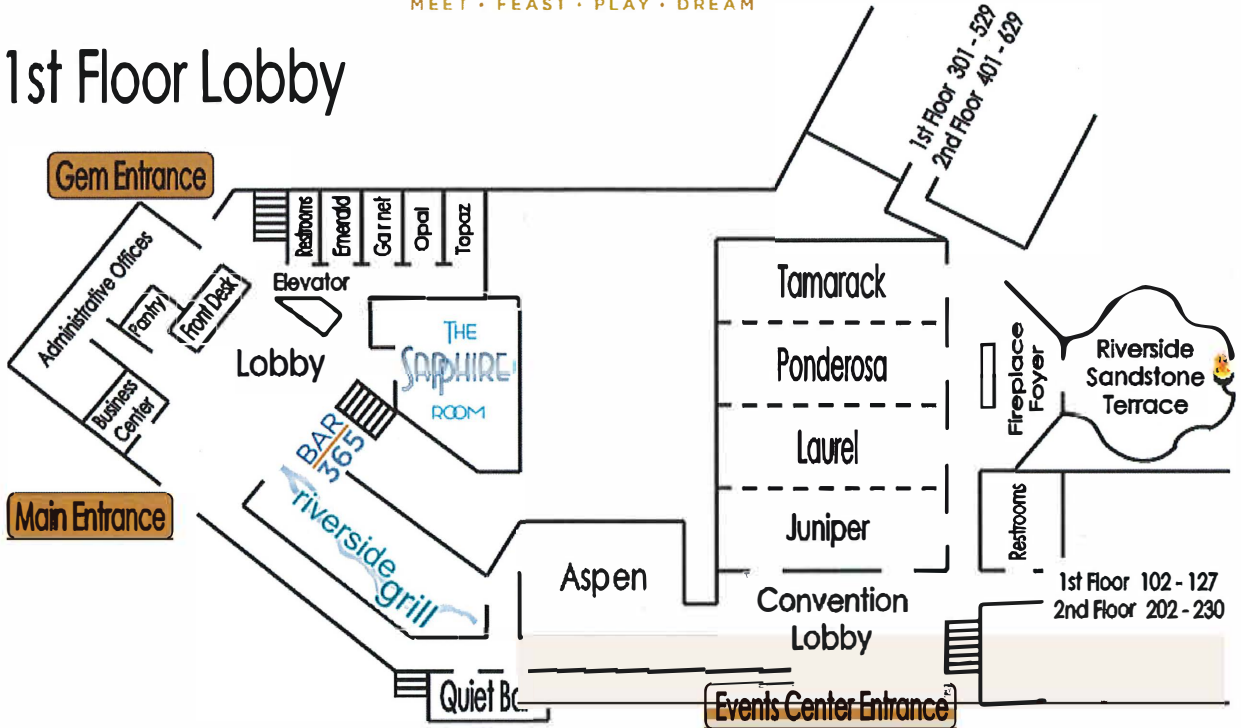 MEET • FEAST • PLAY • DREAM
1st Floor Lobby
1st Floor 301 - 529
2nd Floor 401 - 629
Gem Entrance
Restrooms
Emerald
Garnet
Opal
Topaz
Administrative Offices
Pantry
Front Desk
Elevator
Lobby
Business
Center
THE
SAPPHIRE
ROOM
BAR
365
riverside
grill
Main Entrance
Tamarack
Ponderosa
Laurel
Juniper
Fireplace
Foyer
Riverside
Sandstone
Terrace
Restrooms
Aspen
Convention
Lobby
1st Floor 102 - 127
2nd Floor 202 - 230
Quiet
Events Center Entrance